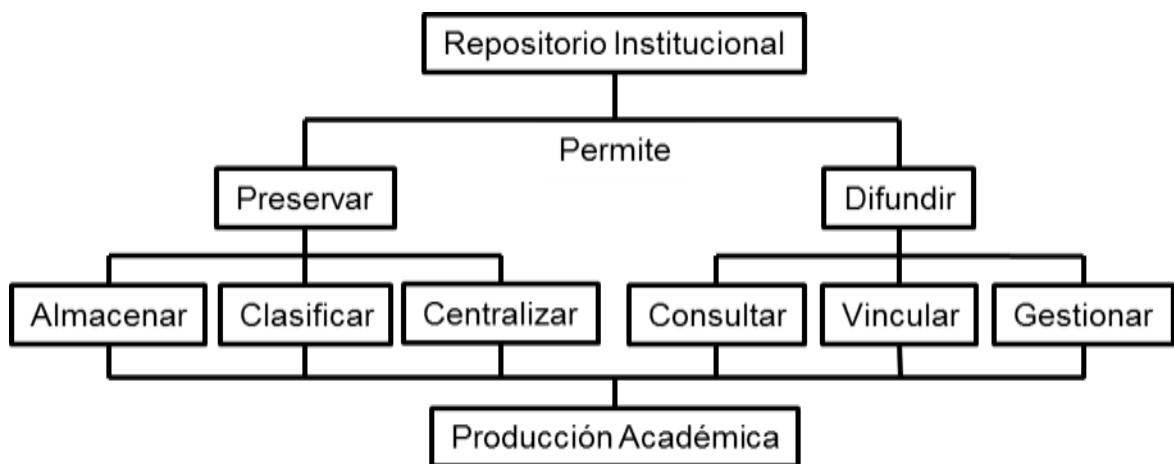 Repositorio Institucional
Permite
Preservar
Difundir
Almacenar
Clasificar
Centralizar
Consultar
Vincular
Gestionar
Producción Académica